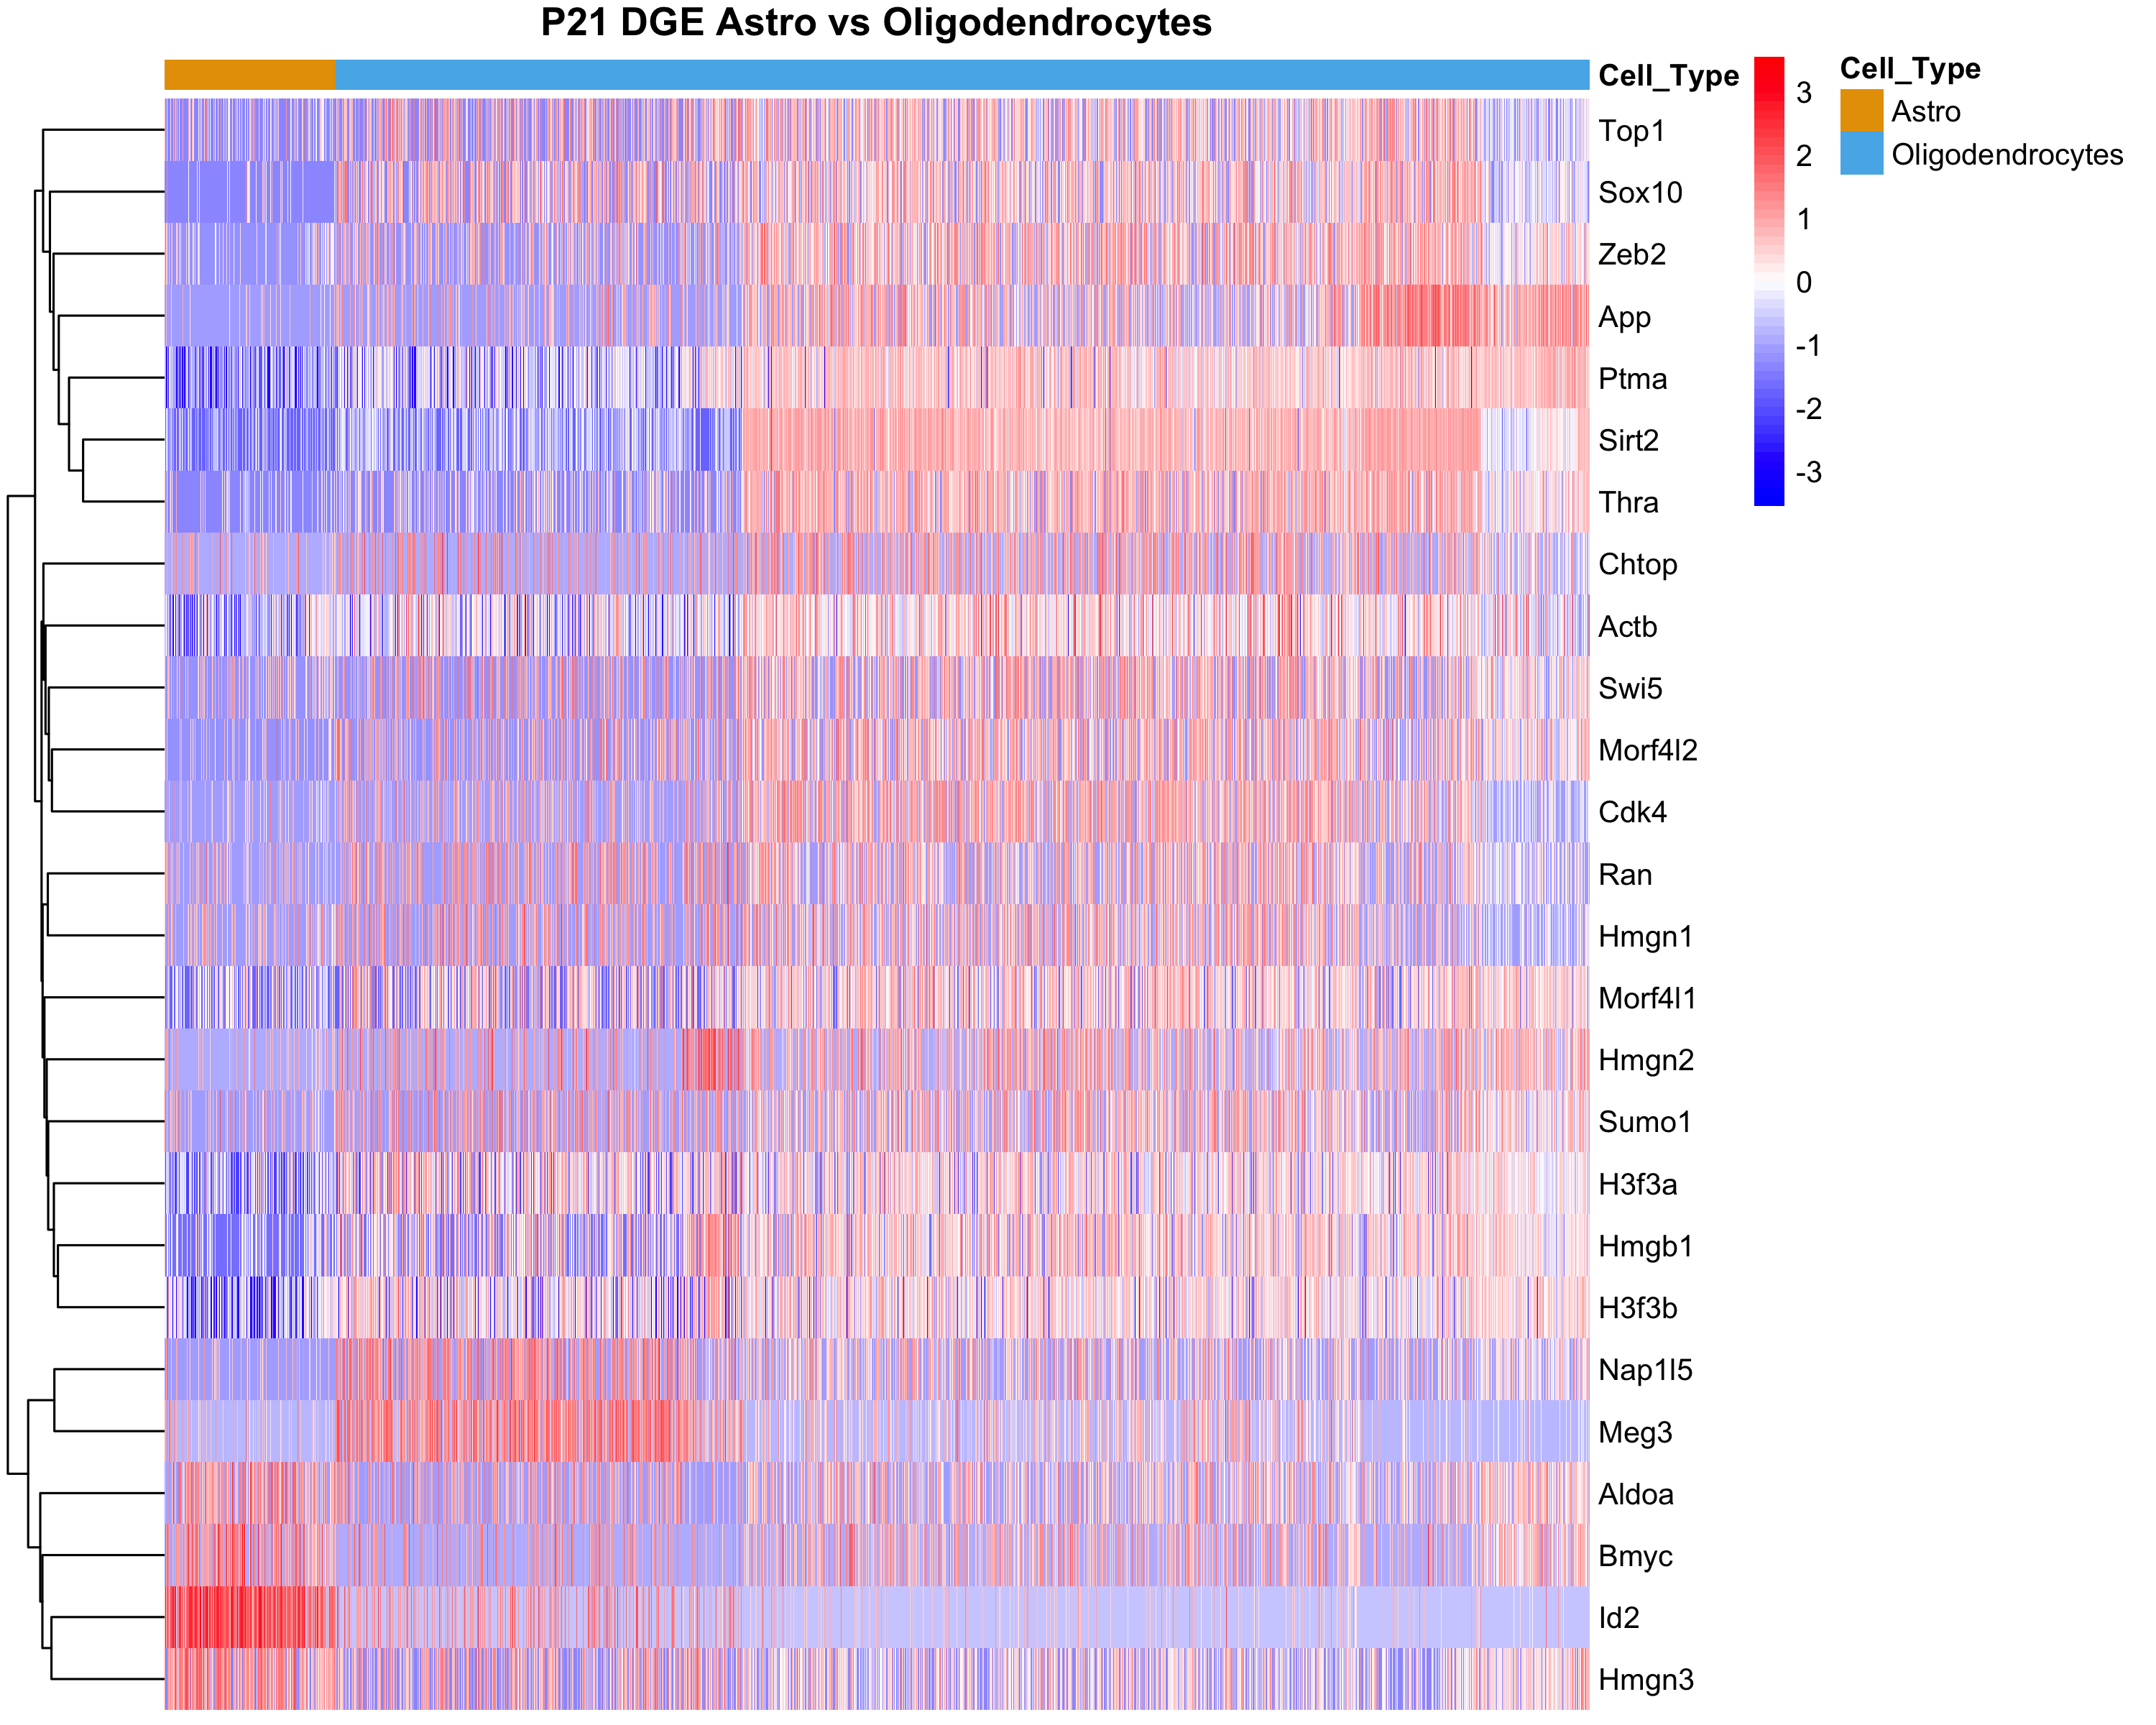 P21 DGE Astro vs Oligodendrocytes
Cell_Type
Top1
Sox10
Zeb2
App
Ptma
Sirt2
Thra
Chtop
Actb
Swi5
Morf4l2
Cdk4
Ran
Hmgn1
Morf4l1
Hmgn2
Sumo1
H3f3a
Hmgb1
H3f3b
Nap1l5
Meg3
Aldoa
Bmyc
Id2
Hmgn3
3
2
1
0
-1
-2
-3
Cell_Type
Astro
Oligodendrocytes